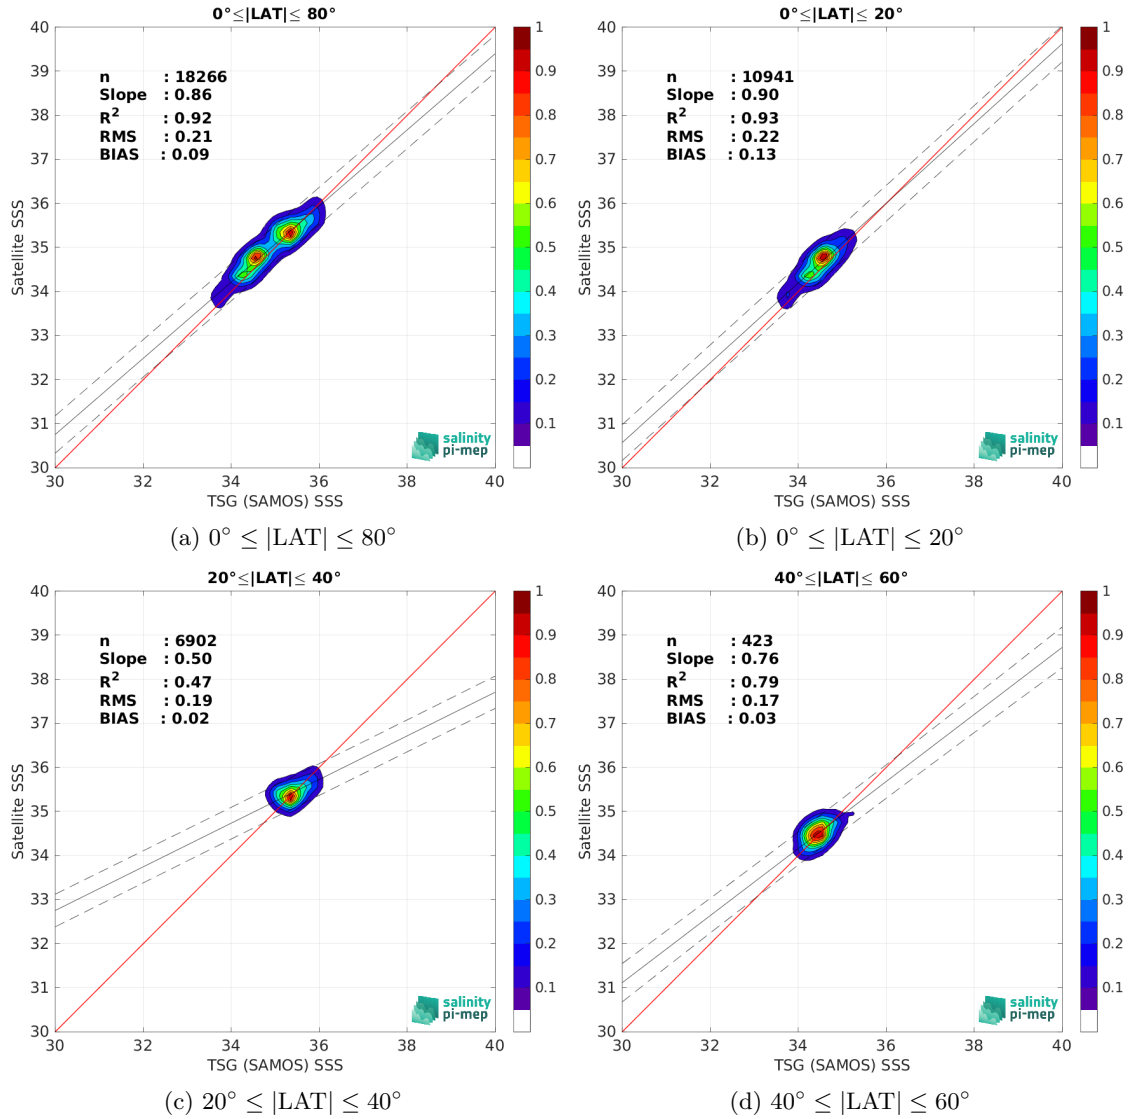 0°≤|LAT|≤ 80°
n : 18266
Slope : 0.86
R² : 0.92
RMS : 0.21
BIAS : 0.09
Satellite SSS
40
39
38
37
36
35
34
33
32
31
30
30 32 34 36 38 40
TSG (SAMOS) SSS
1
0.9
0.8
0.7
0.6
0.5
0.4
0.3
0.2
0.1
salinity
pi-mep
(a) 0° ≤ |LAT| ≤ 80°
0°≤|LAT|≤ 20°
n : 10941
Slope : 0.90
R² : 0.93
RMS : 0.22
BIAS : 0.13
Satellite SSS
40
39
38
37
36
35
34
33
32
31
30
30 32 34 36 38 40
TSG (SAMOS) SSS
1
0.9
0.8
0.7
0.6
0.5
0.4
0.3
0.2
0.1
salinity
pi-mep
(b) 0° ≤ |LAT| ≤ 20°
20°≤|LAT|≤ 40°
n : 6902
Slope : 0.50
R² : 0.47
RMS : 0.19
BIAS : 0.02
Satellite SSS
40
39
38
37
36
35
34
33
32
31
30
30 32 34 36 38 40
TSG (SAMOS) SSS
1
0.9
0.8
0.7
0.6
0.5
0.4
0.3
0.2
0.1
salinity
pi-mep
(c) 20° ≤ |LAT| ≤ 40°
40°≤|LAT|≤ 60°
n : 423
Slope : 0.76
R² : 0.79
RMS : 0.17
BIAS : 0.03
Satellite SSS
40
39
38
37
36
35
34
33
32
31
30
30 32 34 36 38 40
TSG (SAMOS) SSS
1
0.9
0.8
0.7
0.6
0.5
0.4
0.3
0.2
0.1
salinity
pi-mep
(d) 40° ≤ |LAT| ≤ 60°